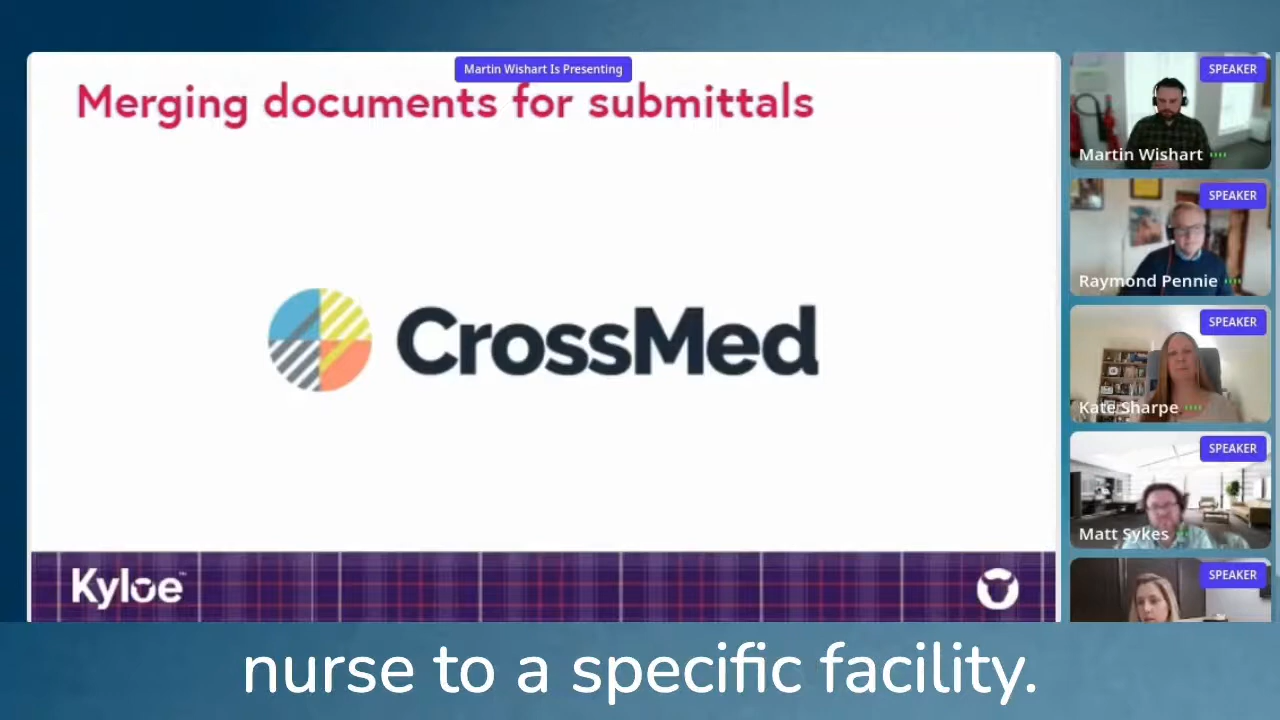 Martin Wishart Is Presenting
Merging documents for submittals
CrossMed
Kyloe
SPEAKER
Martin Wishart
SPEAKER
Raymond Pennie
SPEAKER
Kate Sharpe
SPEAKER
Matt Sykes
SPEAKER
nurse to a specific facility.